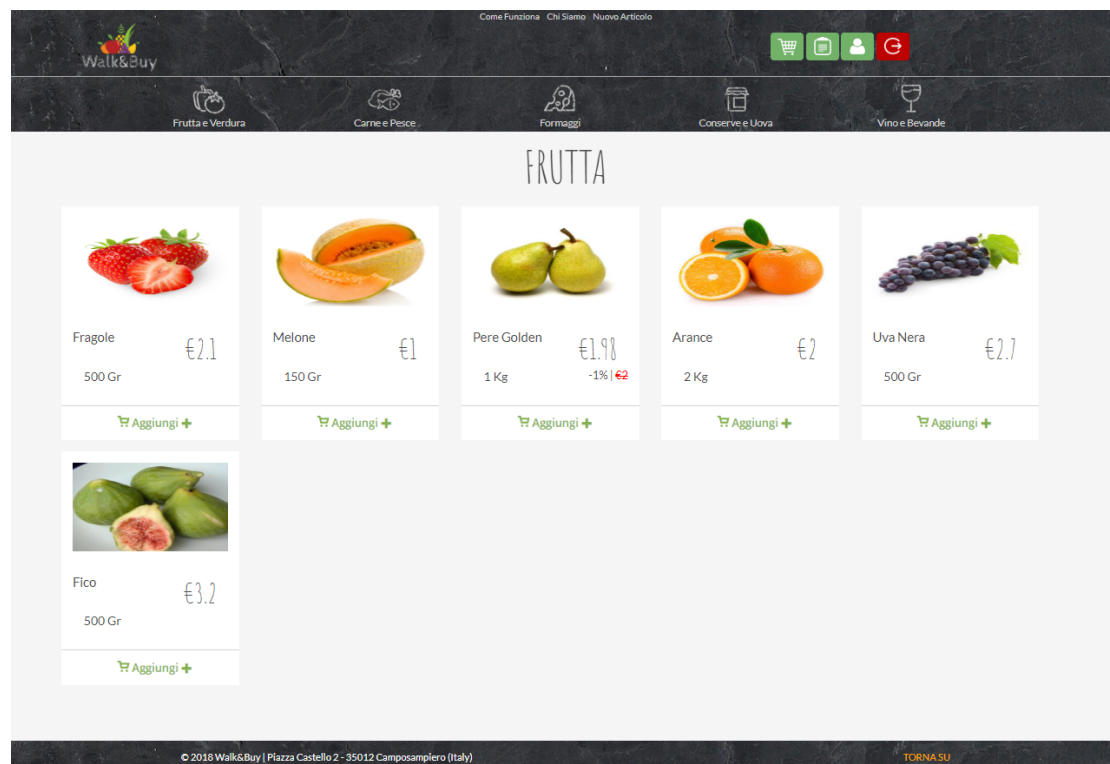 Come Funziona Chi Siamo Nuovo Articolo
Walk&Buy
Frutta e Verdura
Carne e Pesce
Formaggi
Conserve e Uova
Vino e Bevande
FRUTTA
Fragole
€2.1
500 Gr
Aggiungi
Melone
€1
150 Gr
Aggiungi
Pere Golden
€1.98
1 Kg
-1% | €2
Aggiungi
Arance
€2
2 Kg
Aggiungi
Uva Nera
€2.7
500 Gr
Aggiungi
Fico
€3.2
500 Gr
Aggiungi
© 2018 Walk&Buy | Piazza Castello 2 - 35012 Camposampiero (Italy)
TORNA SU